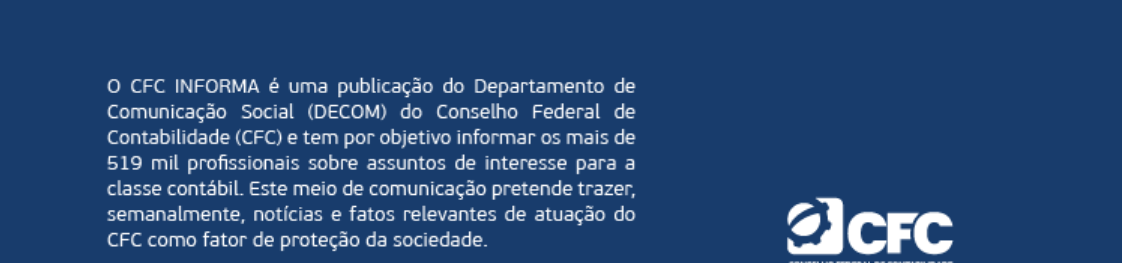 O CFC INFORMA é uma publicação do Departamento de
Comunicação Social (DECOM) do Conselho Federal de
Contabilidade (CFC) e tem por objetivo informar os mais de
519 mil profissionais sobre assuntos de interesse para a
classe contábil. Este meio de comunicação pretende trazer,
semanalmente, notícias e fatos relevantes de atuação do
CFC como fator de proteção da sociedade.
CFC